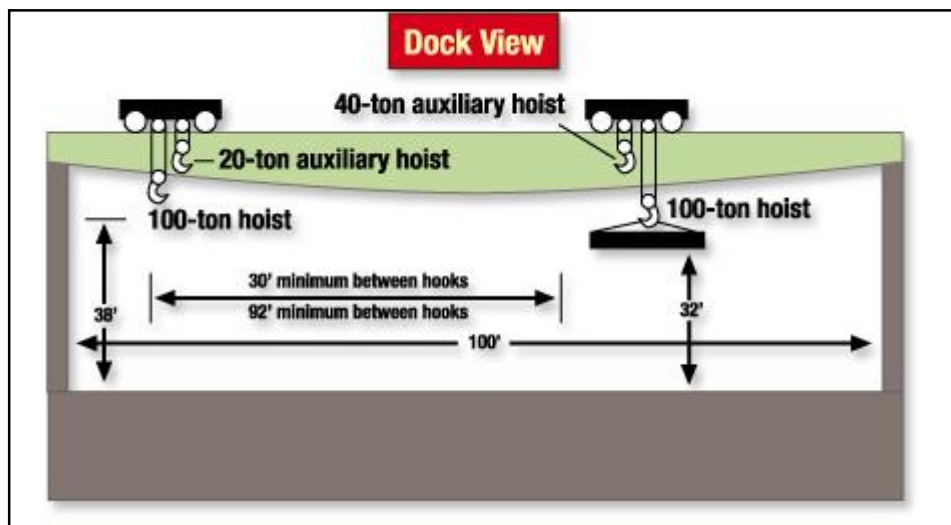 Dock View
40-ton auxiliary hoist
20-ton auxiliary hoist
100-ton hoist
100-ton hoist
30' minimum between hooks
92' minimum between hooks
38'
32'
100'